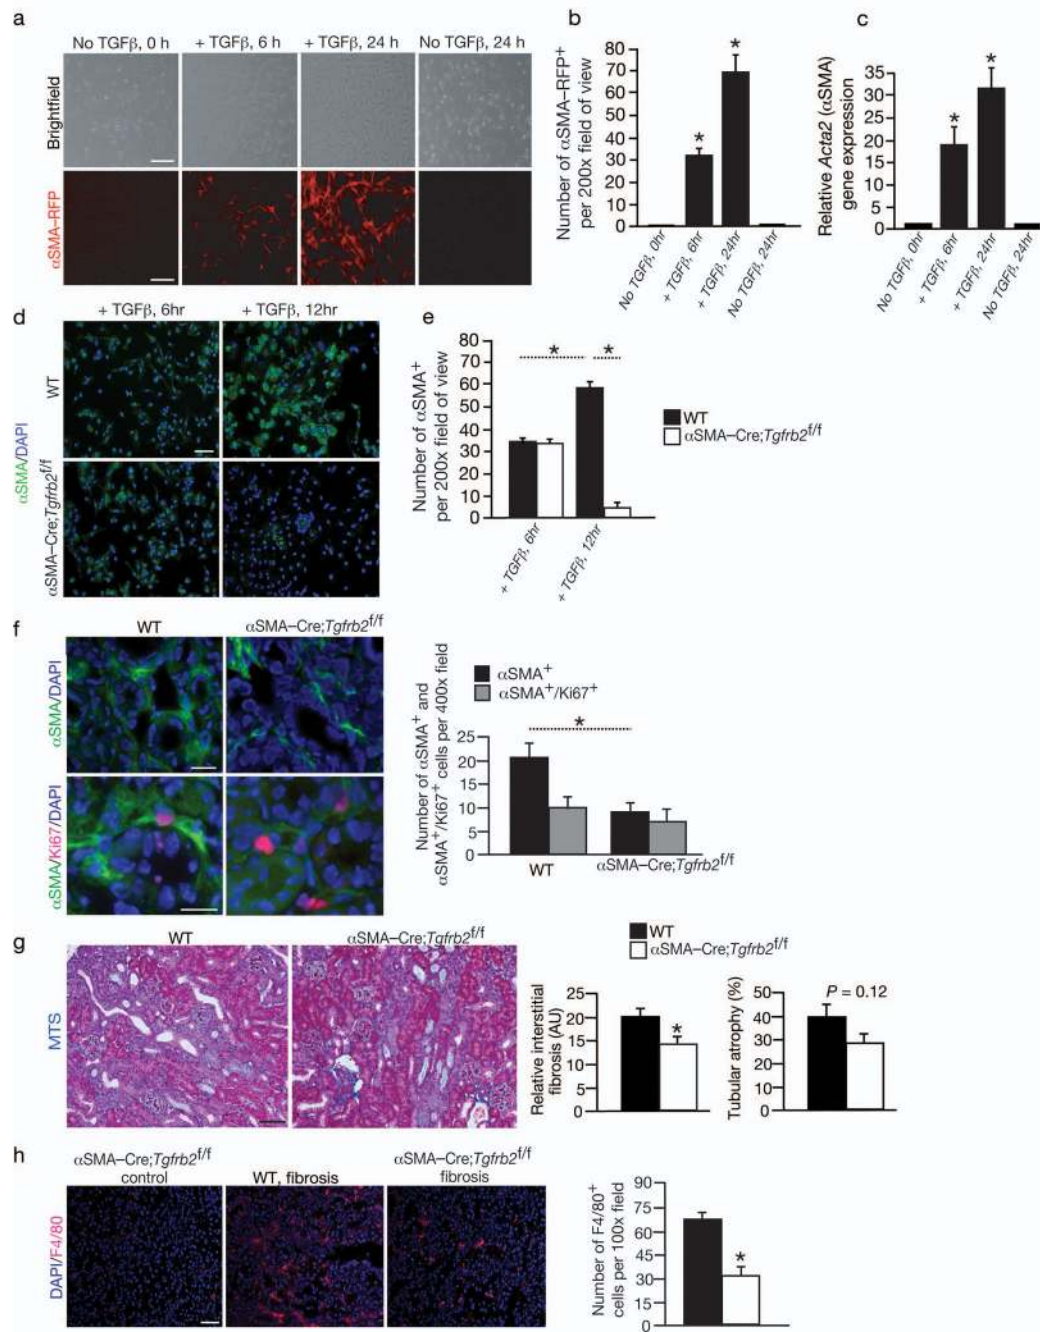 a
No TGFβ, 0 h
+ TGFβ, 6 h
+ TGFβ, 24 h
No TGFβ, 24 h
Brightfield
αSMA–RFP
b
Number of αSMA–RFP⁺
per 200x field of view
80
70
60
50
40
30
20
10
0
*
*
No TGFβ, 0hr
+ TGFβ, 6hr
+ TGFβ, 24hr
No TGFβ, 24hr
c
Relative Acta2 (αSMA)
gene expression
35
30
25
20
15
10
5
0
*
*
No TGFβ, 0hr
+ TGFβ, 6hr
+ TGFβ, 24hr
No TGFβ, 24hr
d
+ TGFβ, 6hr
+ TGFβ, 12hr
αSMA/DAPI
WT
αSMA–Cre;Tgfrb2f/f
e
Number of αSMA⁺
per 200x field of view
80
70
60
50
40
30
20
10
0
*
*
+ TGFβ, 6hr
+ TGFβ, 12hr
WT
αSMA–Cre;Tgfrb2f/f
f
WT
αSMA–Cre;Tgfrb2f/f
αSMA/DAPI
αSMA/Ki67/DAPI
αSMA⁺
αSMA⁺/Ki67⁺
Number of αSMA⁺ and
αSMA⁺/Ki67⁺ cells per 400x field
25
20
15
10
5
0
*
WT
αSMA–Cre;Tgfrb2f/f
g
WT
αSMA–Cre;Tgfrb2f/f
MTS
WT
αSMA–Cre;Tgfrb2f/f
Relative interstitial
fibrosis (AU)
25
20
15
10
5
0
*
Tubular atrophy (%)
50
40
30
20
10
0
P = 0.12
h
αSMA–Cre;Tgfrb2f/f
control
WT, fibrosis
αSMA–Cre;Tgfrb2f/f
fibrosis
DAPI/F4/80
Number of F4/80⁺
cells per 100x field
90
75
60
45
30
15
0
*